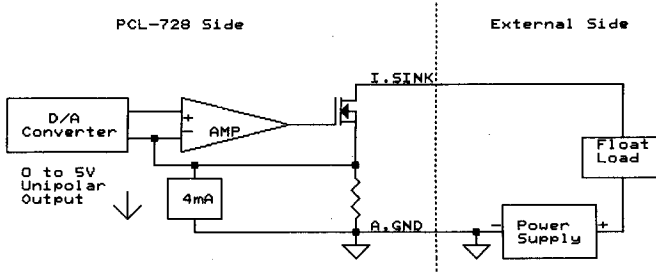 PCL-728 Side
External Side
I.SINK
D/A
Converter
+
−
AMP
Float
Load
0 to 5V
Unipolar
Output
4mA
A.GND
−
+
Power
Supply